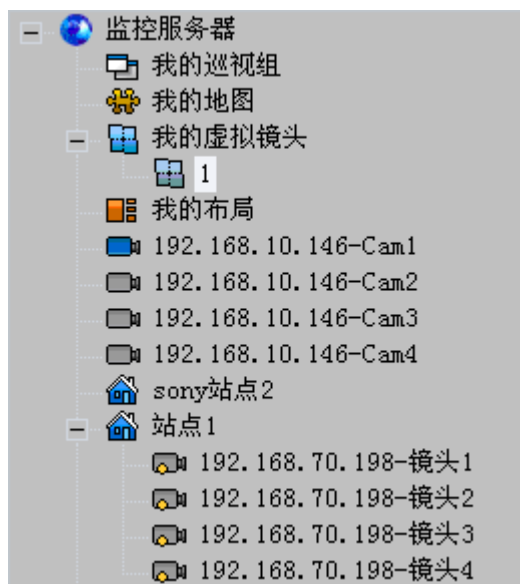 监控服务器
我的巡视组
我的地图
我的虚拟镜头
1
我的布局
192.168.10.146-Cam1
192.168.10.146-Cam2
192.168.10.146-Cam3
192.168.10.146-Cam4
sony站点2
站点1
192.168.70.198-镜头1
192.168.70.198-镜头2
192.168.70.198-镜头3
192.168.70.198-镜头4